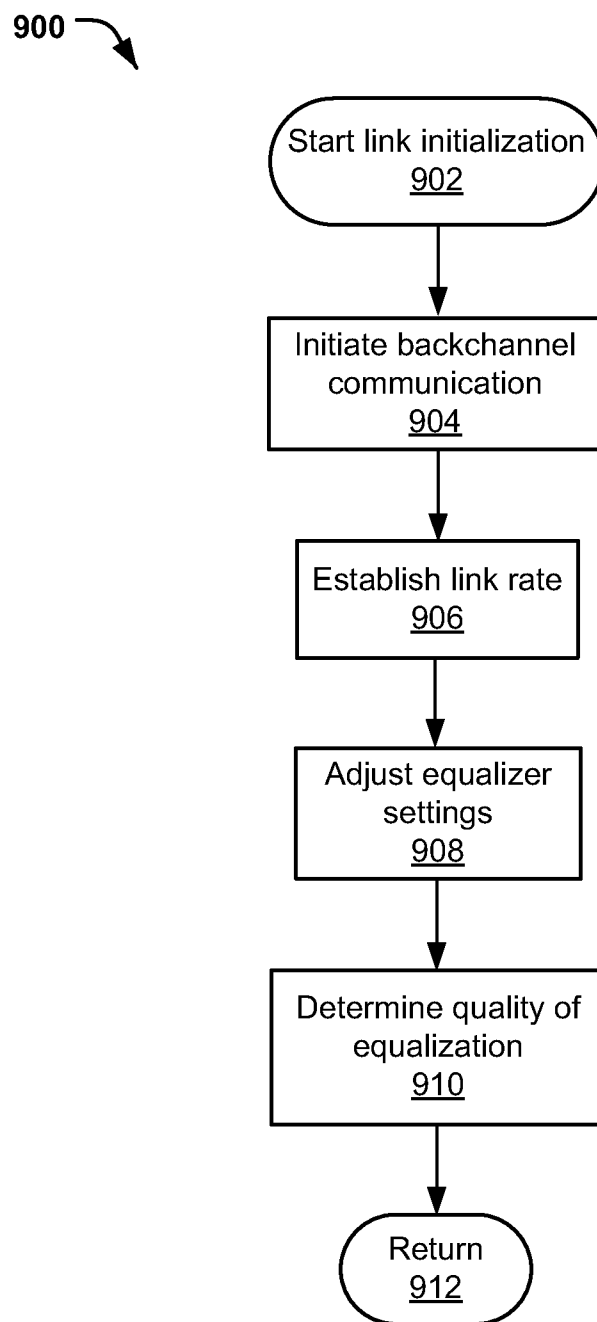 900
Start link initialization
902
Initiate backchannel
communication
904
Establish link rate
906
Adjust equalizer
settings
908
Determine quality of
equalization
910
Return
912